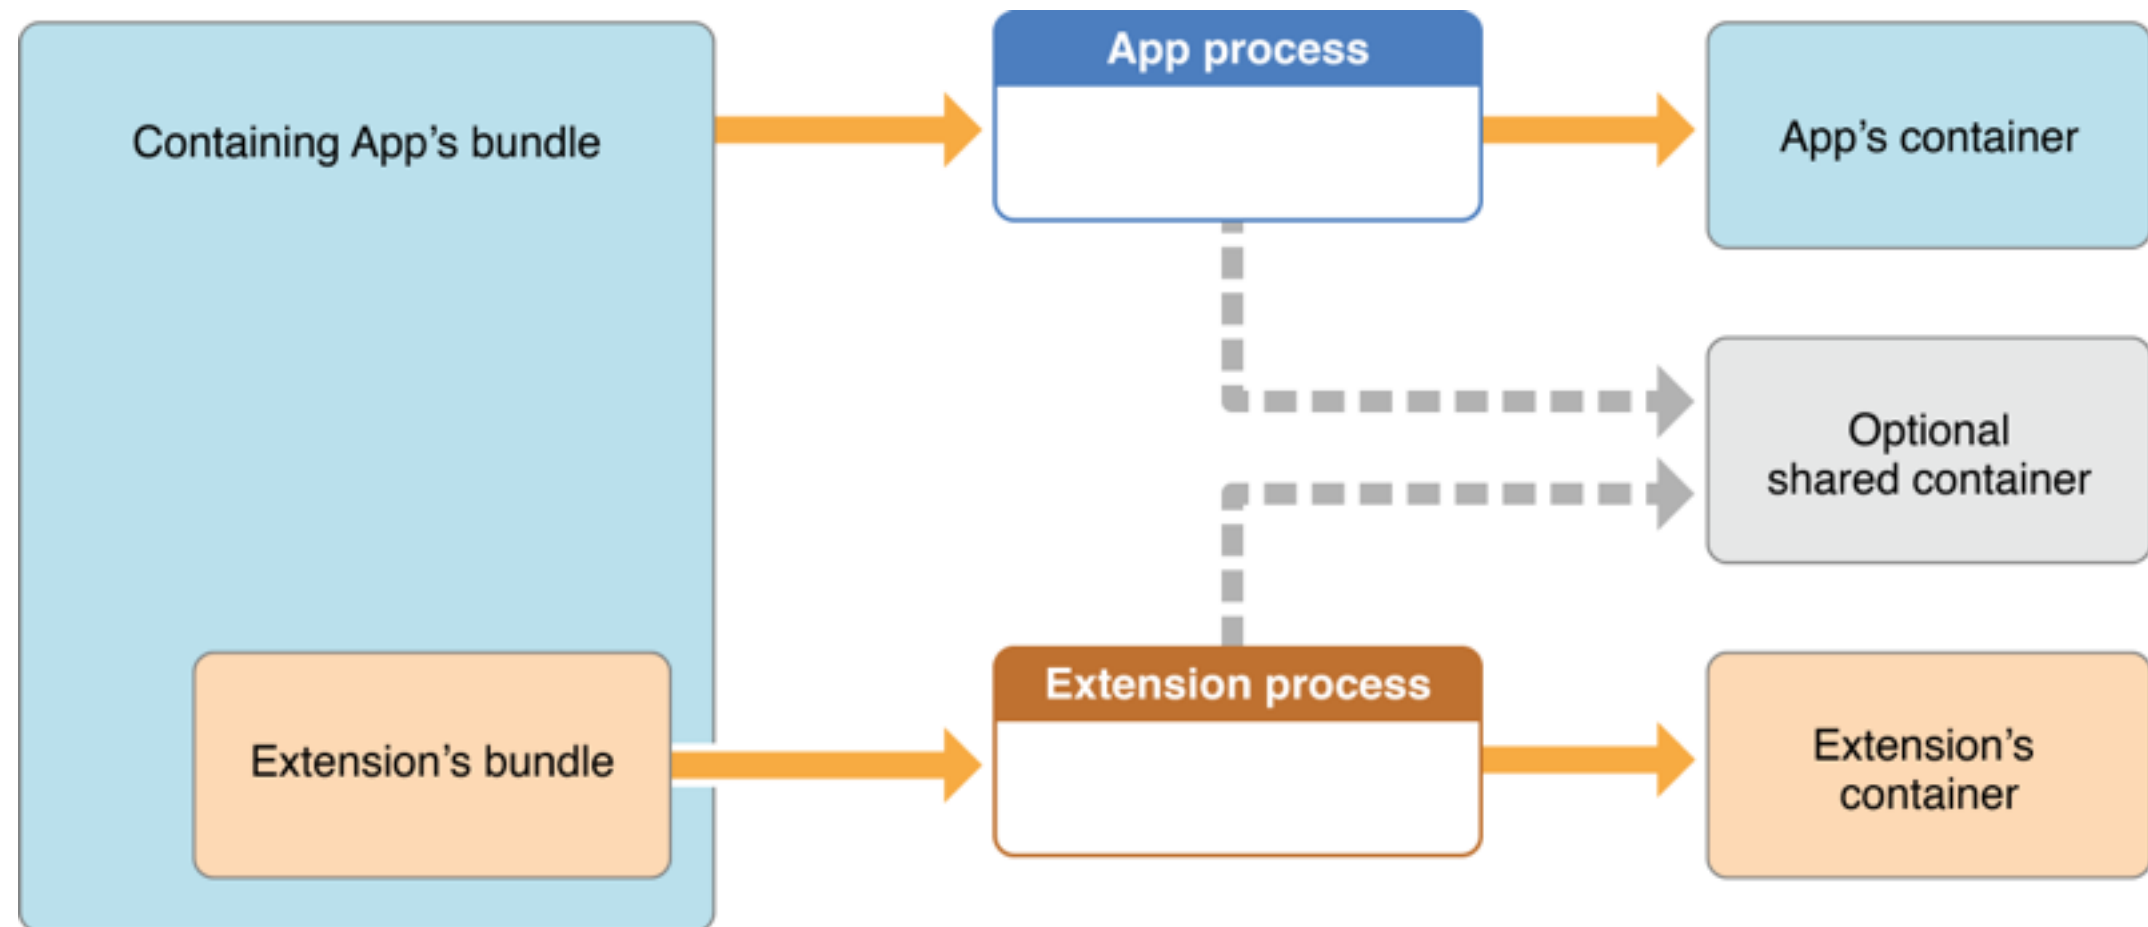 App process
Containing App’s bundle
App’s container
Optional
shared container
Extension process
Extension’s bundle
Extension’s
container